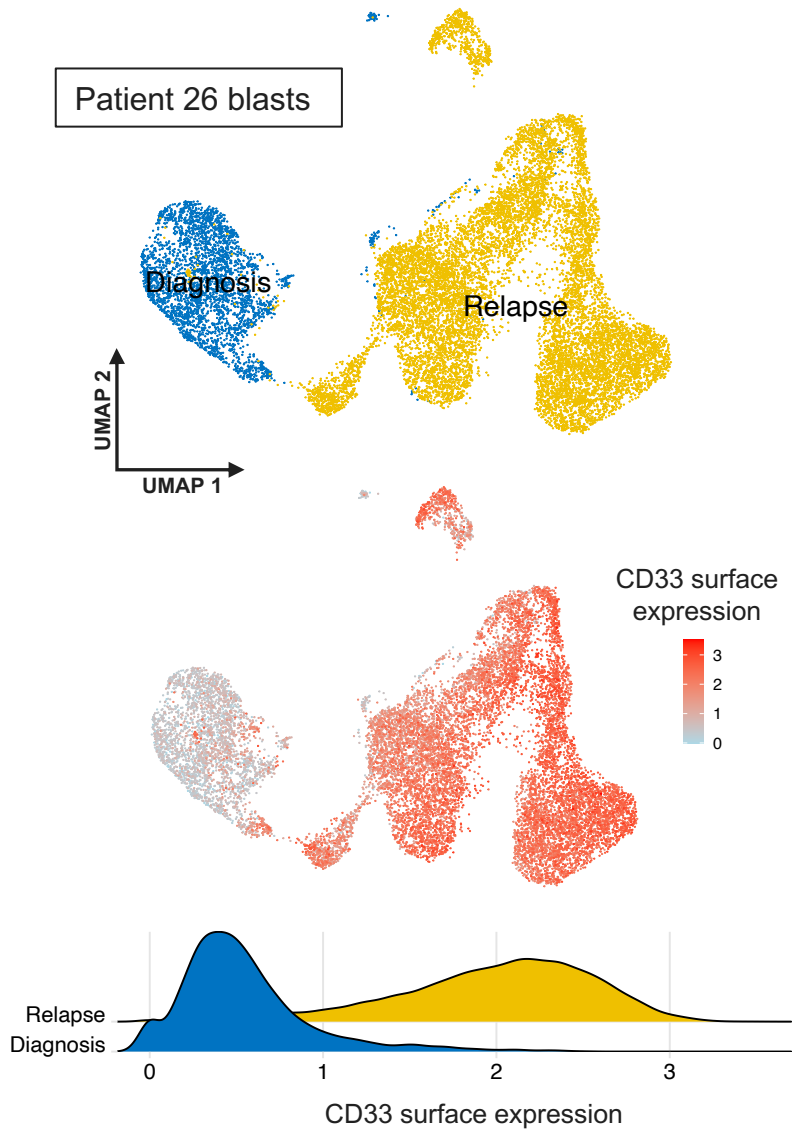 Patient 26 blasts
Diagnosis
Relapse
UMAP 2
UMAP 1
CD33 surface
expression
3
2
1
0
Relapse
Diagnosis
0 1 2 3
CD33 surface expression